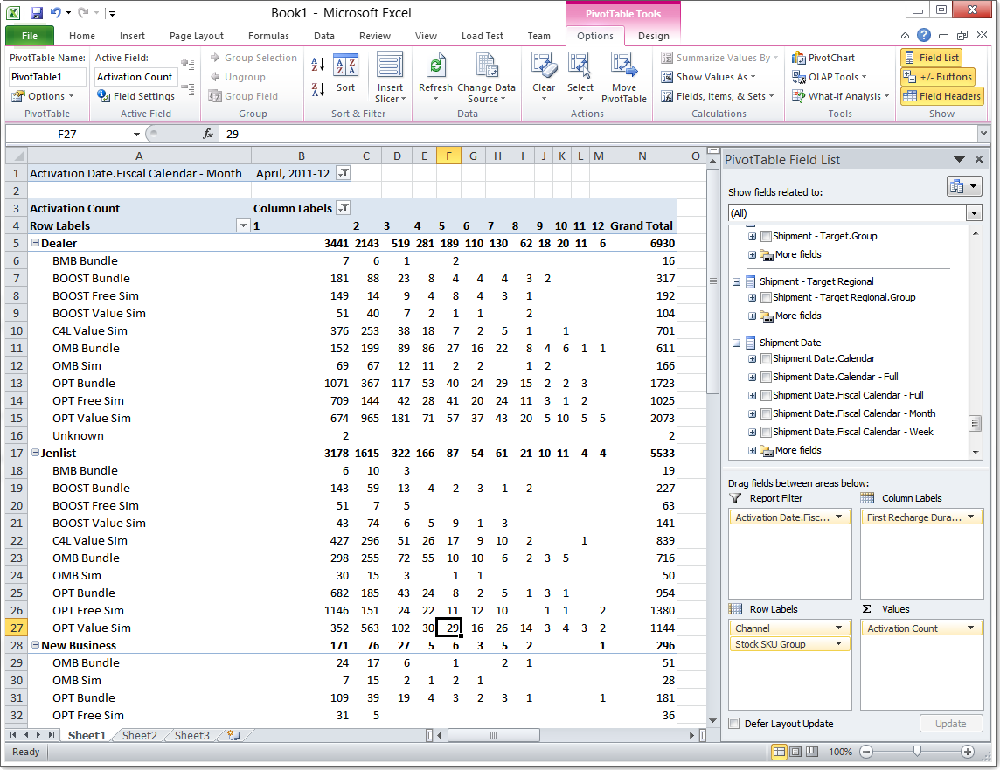 Book1 - Microsoft Excel
PivotTable Tools
File Home Insert Page Layout Formulas Data Review View Load Test Team Options Design
PivotTable Name: Active Field: Group Selection Summarize Values By PivotChart Field List
PivotTable1 Activation Count Ungroup Show Values As OLAP Tools +/- Buttons
Options Field Settings Group Field Sort Insert Slicer Refresh Change Data Source Clear Select Move PivotTable Fields, Items, & Sets What-If Analysis Field Headers
PivotTable Active Field Group Sort & Filter Data Actions Calculations Tools Show
F27 fx 29
A B C D E F G H I J K L M N O
1 Activation Date.Fiscal Calendar - Month April, 2011-12
2
3 Activation Count Column Labels
4 Row Labels 1 2 3 4 5 6 7 8 9 10 11 12 Grand Total
5 Dealer 3441 2143 519 281 189 110 130 62 18 20 11 6 6930
6 BMB Bundle 7 6 1 2 16
7 BOOST Bundle 181 88 23 8 4 4 4 3 2 317
8 BOOST Free Sim 149 14 9 4 8 4 3 1 192
9 BOOST Value Sim 51 40 7 2 1 1 2 104
10 C4L Value Sim 376 253 38 18 7 2 5 1 1 701
11 OMB Bundle 152 199 89 86 27 16 22 8 4 6 1 1 611
12 OMB Sim 69 67 12 11 2 2 1 2 166
13 OPT Bundle 1071 367 117 53 40 24 29 15 2 2 3 1723
14 OPT Free Sim 709 144 42 28 41 20 24 11 3 1 2 1025
15 OPT Value Sim 674 965 181 71 57 37 43 20 5 10 5 5 2073
16 Unknown 2 2
17 Jenlist 3178 1615 322 166 87 54 61 21 10 11 4 4 5533
18 BMB Bundle 6 10 3 19
19 BOOST Bundle 143 59 13 4 2 3 1 2 227
20 BOOST Free Sim 51 7 5 63
21 BOOST Value Sim 43 74 6 5 9 1 3 141
22 C4L Value Sim 427 296 51 26 17 9 10 2 1 839
23 OMB Bundle 298 255 72 55 10 10 6 2 3 5 716
24 OMB Sim 30 15 3 1 1 50
25 OPT Bundle 682 185 43 24 8 2 5 1 3 1 954
26 OPT Free Sim 1146 151 24 22 11 12 10 1 1 2 1380
27 OPT Value Sim 352 563 102 30 29 16 26 14 3 4 3 2 1144
28 New Business 171 76 27 5 6 3 5 2 1 296
29 OMB Bundle 24 17 6 1 2 1 51
30 OMB Sim 7 15 2 1 2 1 28
31 OPT Bundle 109 39 19 4 3 2 3 1 1 181
32 OPT Free Sim 31 5 36
Sheet1 Sheet2 Sheet3
Ready 100%
PivotTable Field List
Show fields related to:
(All)
Shipment - Target.Group
More fields
Shipment - Target Regional
Shipment - Target Regional.Group
More fields
Shipment Date
Shipment Date.Calendar
Shipment Date.Calendar - Full
Shipment Date.Fiscal Calendar - Full
Shipment Date.Fiscal Calendar - Month
Shipment Date.Fiscal Calendar - Week
More fields
Drag fields between areas below:
Report Filter Column Labels
Activation Date.Fisc... First Recharge Dura...
Row Labels Σ Values
Channel Activation Count
Stock SKU Group
Defer Layout Update Update